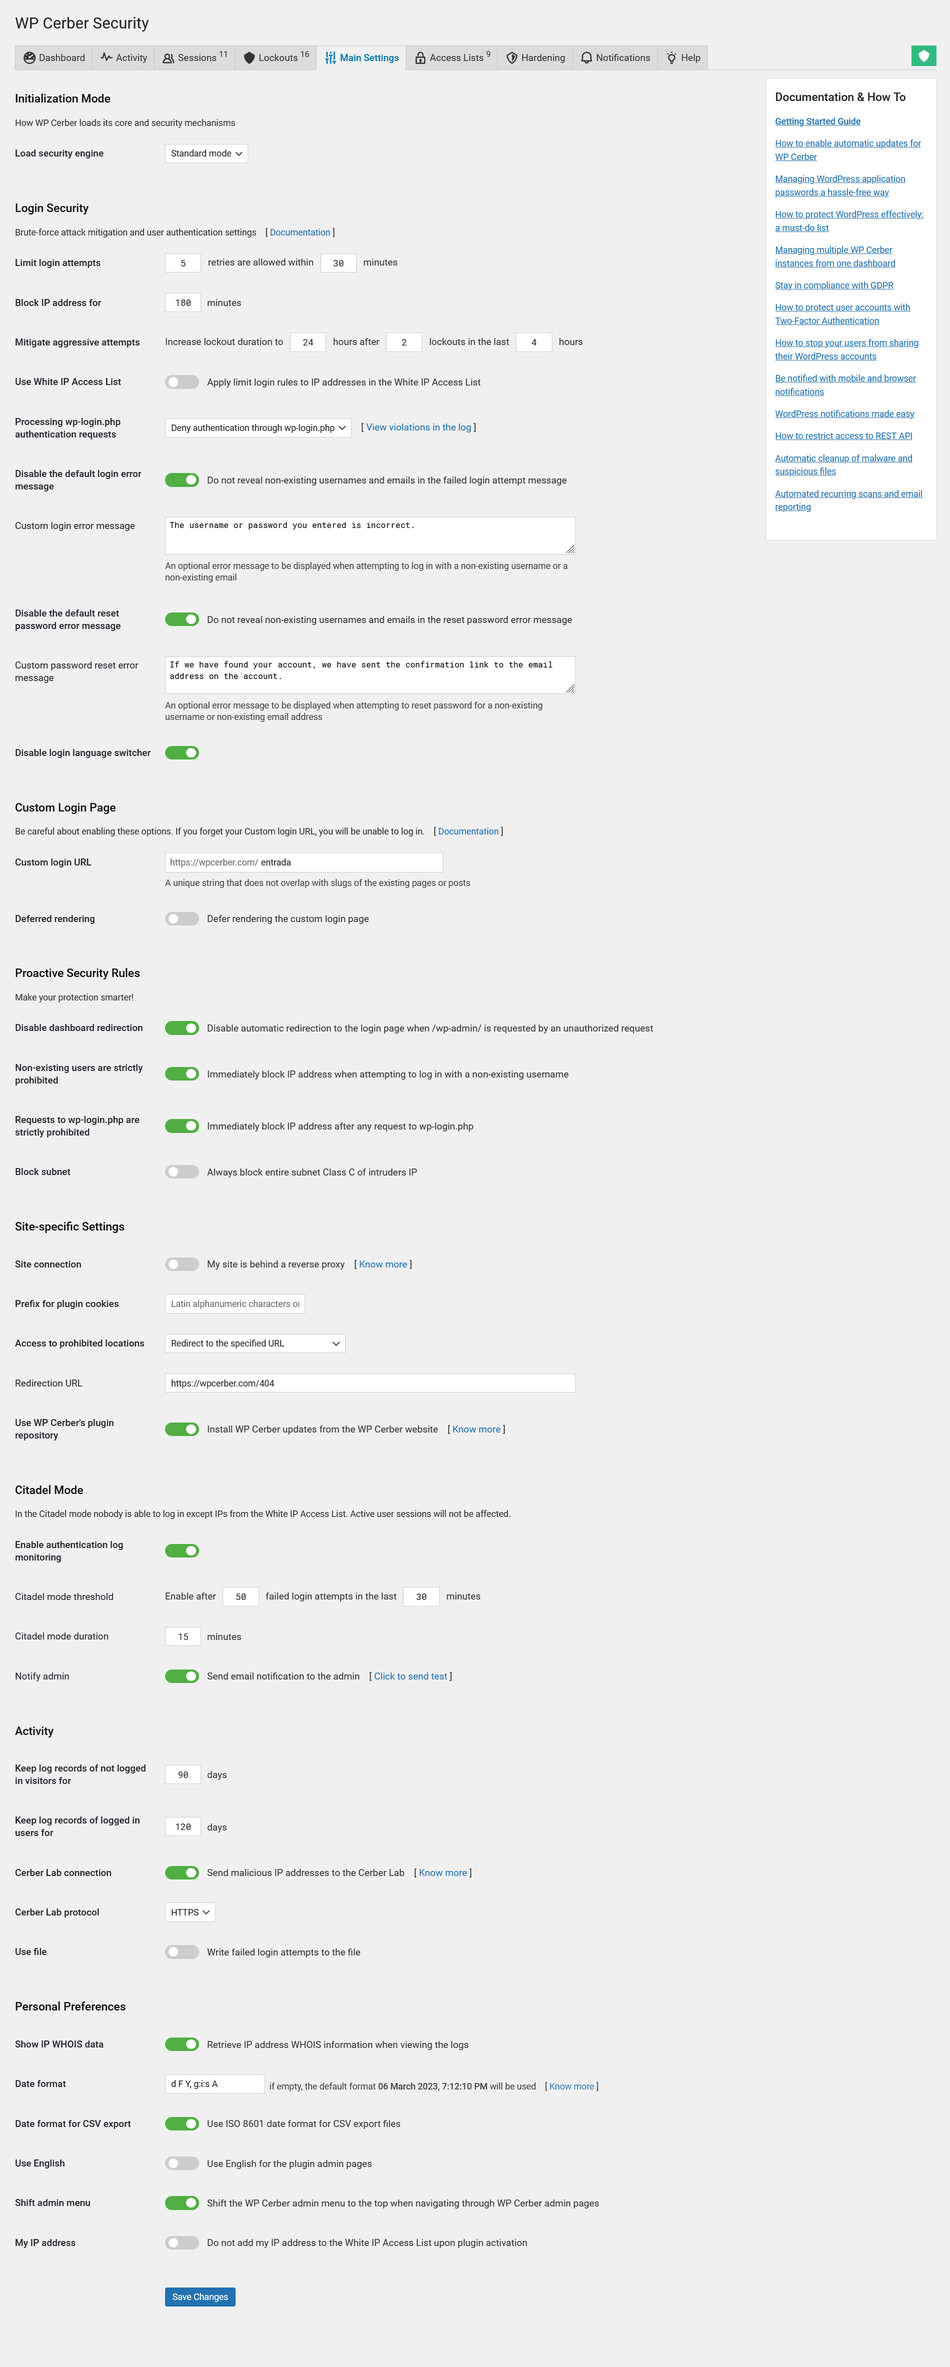 WP Cerber Security
Dashboard Activity Sessions 11 Lockouts 16 Main Settings Access Lists 9 Hardening Notifications Help
Initialization Mode
How WP Cerber loads its core and security mechanisms
Load security engine Standard mode
Login Security
Brute-force attack mitigation and user authentication settings [ Documentation ]
Limit login attempts 5 retries are allowed within 30 minutes
Block IP address for 180 minutes
Mitigate aggressive attempts Increase lockout duration to 24 hours after 2 lockouts in the last 4 hours
Use White IP Access List Apply limit login rules to IP addresses in the White IP Access List
Processing wp-login.php
authentication requests
Deny authentication through wp-login.php [ View violations in the log ]
Disable the default login error
message
Do not reveal non-existing usernames and emails in the failed login attempt message
Custom login error message
The username or password you entered is incorrect.
An optional error message to be displayed when attempting to log in with a non-existing username or a
non-existing email
Disable the default reset
password error message
Do not reveal non-existing usernames and emails in the reset password error message
Custom password reset error
message
If we have found your account, we have sent the confirmation link to the email
address on the account.
An optional error message to be displayed when attempting to reset password for a non-existing
username or non-existing email address
Disable login language switcher
Custom Login Page
Be careful about enabling these options. If you forget your Custom login URL, you will be unable to log in. [ Documentation ]
Custom login URL https://wpcerber.com/ entrada
A unique string that does not overlap with slugs of the existing pages or posts
Deferred rendering Defer rendering the custom login page
Proactive Security Rules
Make your protection smarter!
Disable dashboard redirection Disable automatic redirection to the login page when /wp-admin/ is requested by an unauthorized request
Non-existing users are strictly
prohibited
Immediately block IP address when attempting to log in with a non-existing username
Requests to wp-login.php are
strictly prohibited
Immediately block IP address after any request to wp-login.php
Block subnet Always block entire subnet Class C of intruders IP
Site-specific Settings
Site connection My site is behind a reverse proxy [ Know more ]
Prefix for plugin cookies Latin alphanumeric characters o
Access to prohibited locations Redirect to the specified URL
Redirection URL https://wpcerber.com/404
Use WP Cerber's plugin
repository
Install WP Cerber updates from the WP Cerber website [ Know more ]
Citadel Mode
In the Citadel mode nobody is able to log in except IPs from the White IP Access List. Active user sessions will not be affected.
Enable authentication log
monitoring
Citadel mode threshold Enable after 50 failed login attempts in the last 30 minutes
Citadel mode duration 15 minutes
Notify admin Send email notification to the admin [ Click to send test ]
Activity
Keep log records of not logged
in visitors for
90 days
Keep log records of logged in
users for
120 days
Cerber Lab connection Send malicious IP addresses to the Cerber Lab [ Know more ]
Cerber Lab protocol HTTPS
Use file Write failed login attempts to the file
Personal Preferences
Show IP WHOIS data Retrieve IP address WHOIS information when viewing the logs
Date format d F Y, g:i:s A if empty, the default format 06 March 2023, 7:12:10 PM will be used [ Know more ]
Date format for CSV export Use ISO 8601 date format for CSV export files
Use English Use English for the plugin admin pages
Shift admin menu Shift the WP Cerber admin menu to the top when navigating through WP Cerber admin pages
My IP address Do not add my IP address to the White IP Access List upon plugin activation
Save Changes
Documentation & How To
Getting Started Guide
How to enable automatic updates for
WP Cerber
Managing WordPress application
passwords a hassle-free way
How to protect WordPress effectively:
a must-do list
Managing multiple WP Cerber
instances from one dashboard
Stay in compliance with GDPR
How to protect user accounts with
Two-Factor Authentication
How to stop your users from sharing
their WordPress accounts
Be notified with mobile and browser
notifications
WordPress notifications made easy
How to restrict access to REST API
Automatic cleanup of malware and
suspicious files
Automated recurring scans and email
reporting